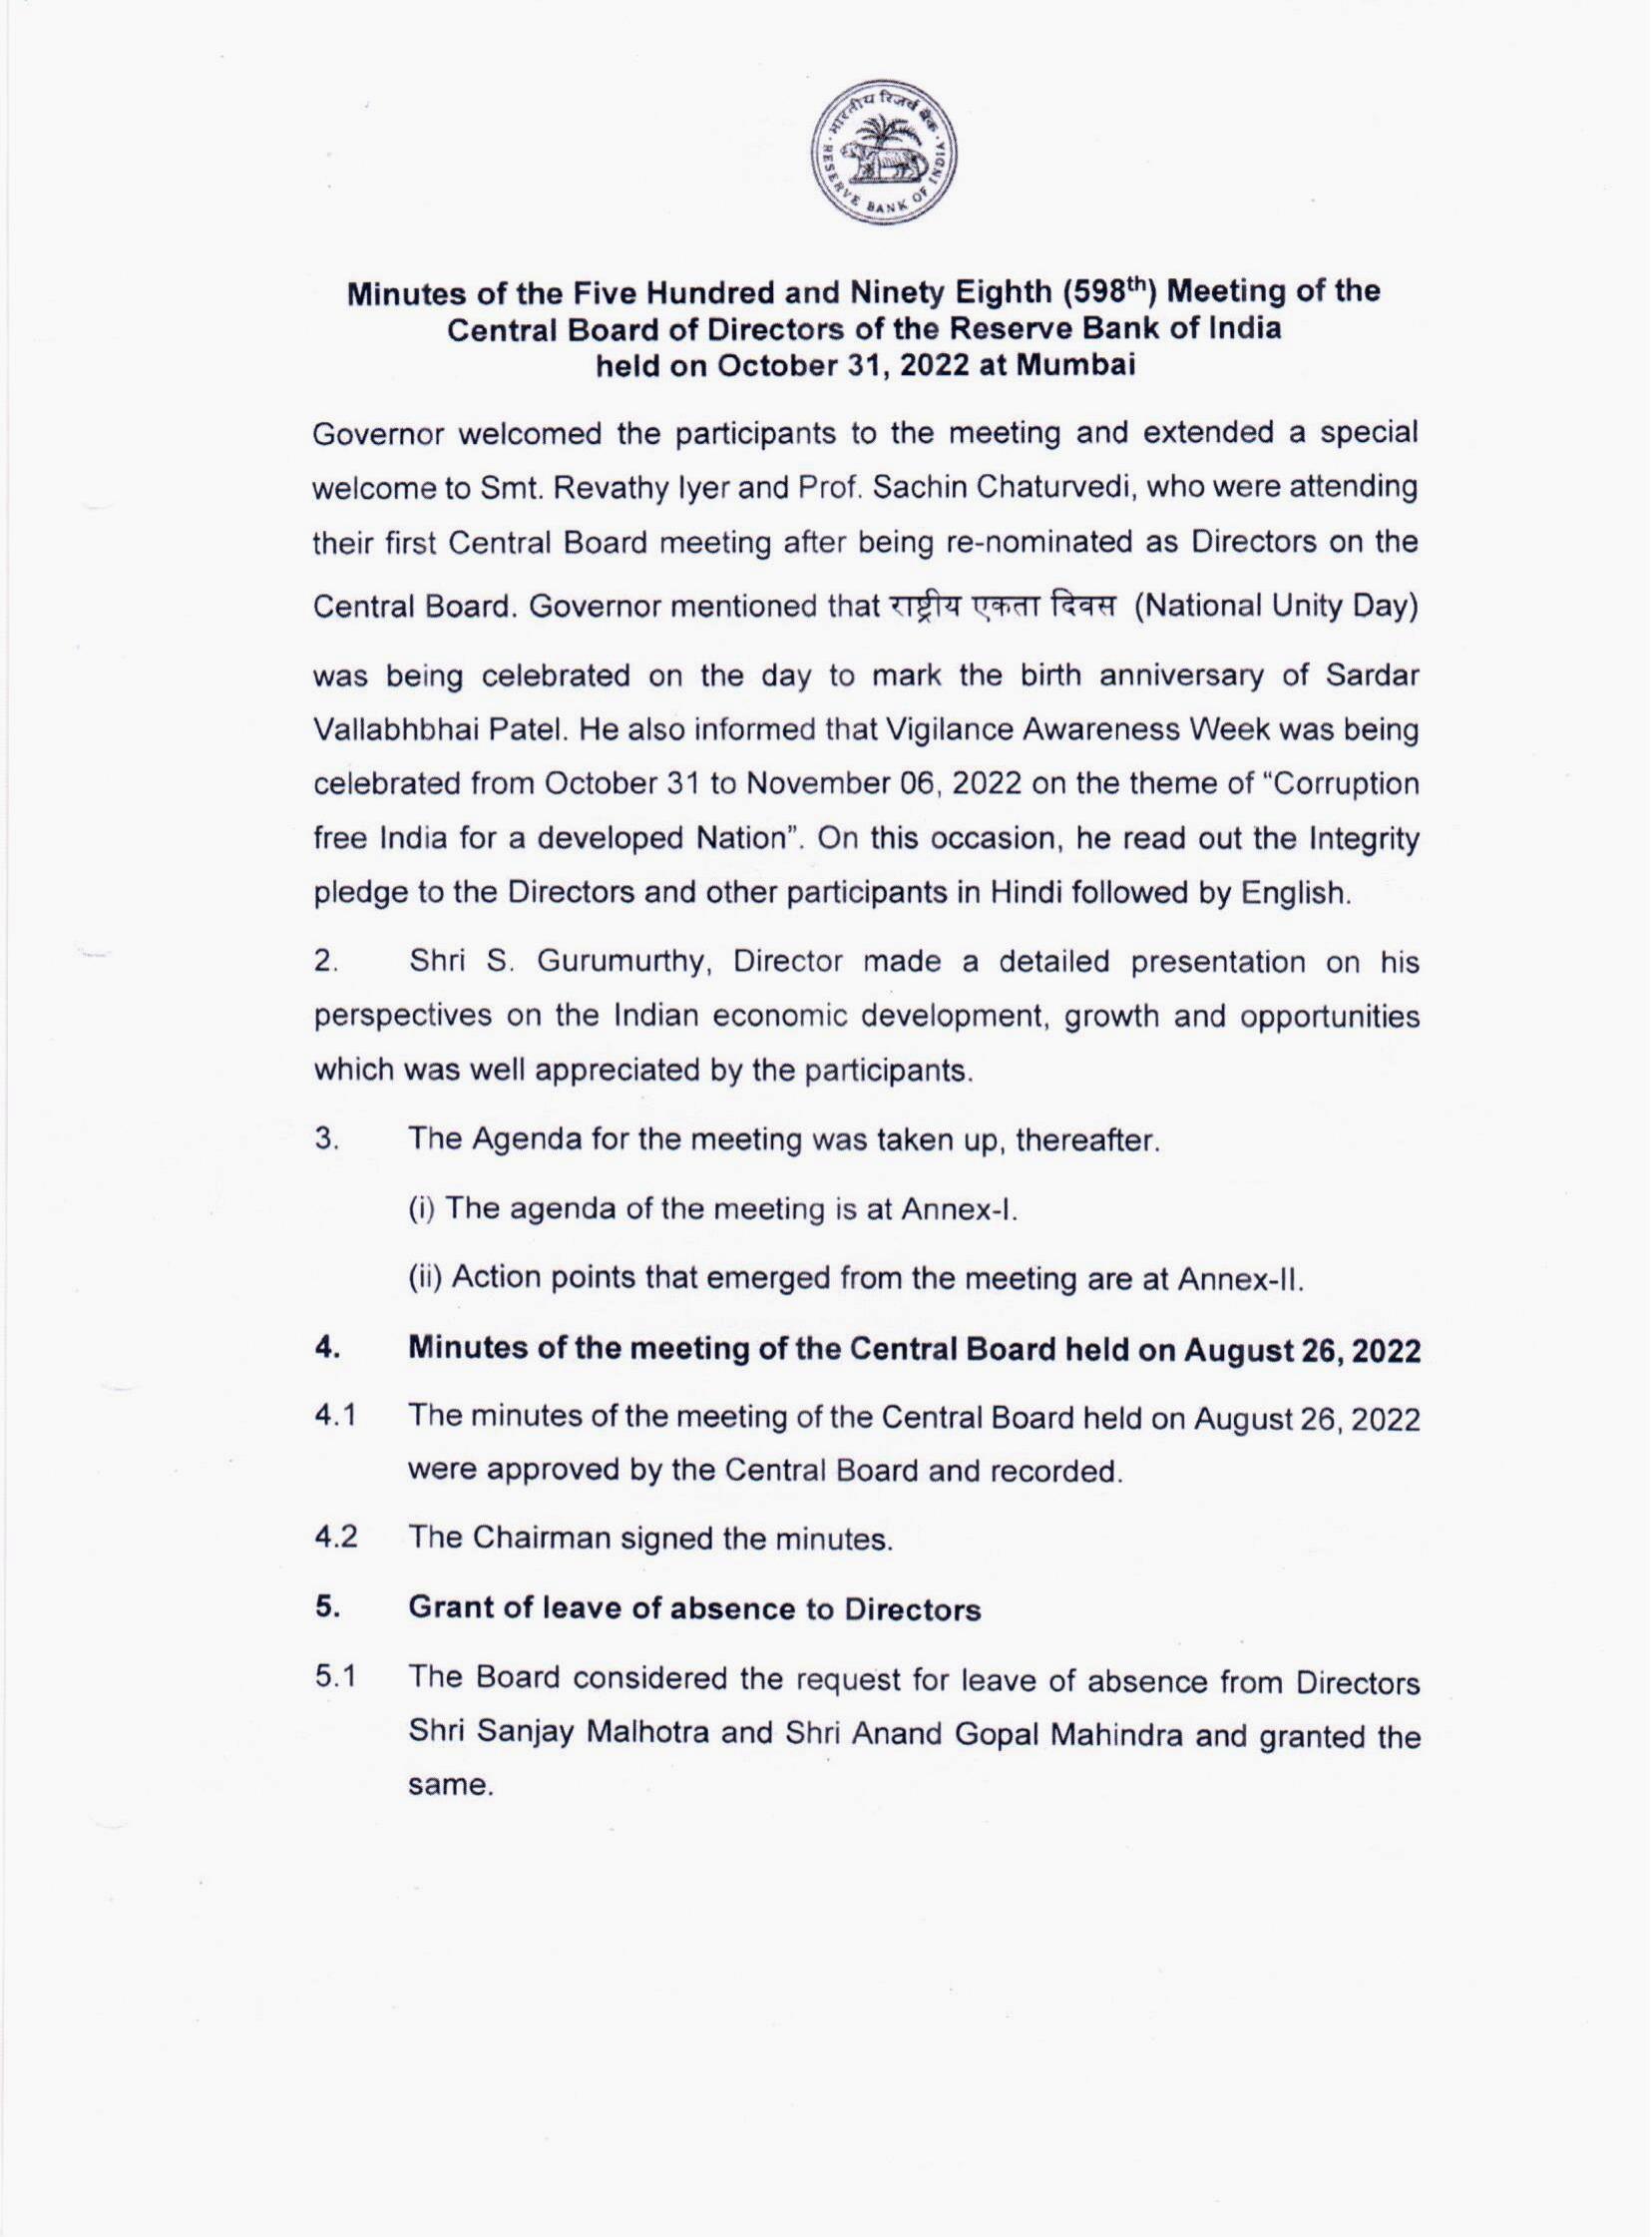 भारतीय रिज़र्व बैंक
RESERVE BANK OF INDIA
Minutes of the Five Hundred and Ninety Eighth (598th) Meeting of the
Central Board of Directors of the Reserve Bank of India
held on October 31, 2022 at Mumbai
Governor welcomed the participants to the meeting and extended a special
welcome to Smt. Revathy Iyer and Prof. Sachin Chaturvedi, who were attending
their first Central Board meeting after being re-nominated as Directors on the
Central Board. Governor mentioned that राष्ट्रीय एकता दिवस (National Unity Day)
was being celebrated on the day to mark the birth anniversary of Sardar
Vallabhbhai Patel. He also informed that Vigilance Awareness Week was being
celebrated from October 31 to November 06, 2022 on the theme of “Corruption
free India for a developed Nation”. On this occasion, he read out the Integrity
pledge to the Directors and other participants in Hindi followed by English.
2. Shri S. Gurumurthy, Director made a detailed presentation on his
perspectives on the Indian economic development, growth and opportunities
which was well appreciated by the participants.
3. The Agenda for the meeting was taken up, thereafter.
(i) The agenda of the meeting is at Annex-I.
(ii) Action points that emerged from the meeting are at Annex-II.
4. Minutes of the meeting of the Central Board held on August 26, 2022
4.1 The minutes of the meeting of the Central Board held on August 26, 2022
were approved by the Central Board and recorded.
4.2 The Chairman signed the minutes.
5. Grant of leave of absence to Directors
5.1 The Board considered the request for leave of absence from Directors
Shri Sanjay Malhotra and Shri Anand Gopal Mahindra and granted the
same.